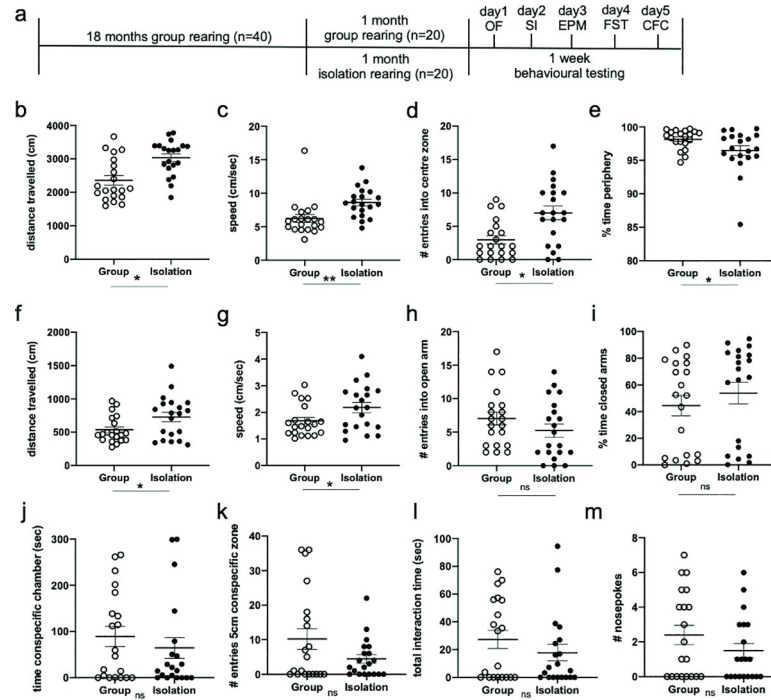 a
18 months group rearing (n=40)
1 month
group rearing (n=20)
1 month
isolation rearing (n=20)
day1
OF
day2
SI
day3
EPM
day4
FST
day5
CFC
1 week
behavioural testing
b
distance travelled (cm)
4000
3000
2000
1000
0
Group
Isolation
*
c
speed (cm/sec)
20
15
10
5
0
Group
Isolation
**
d
# entries into centre zone
20
15
10
5
0
Group
Isolation
*
e
% time periphery
100
95
90
85
80
Group
Isolation
*
f
distance travelled (cm)
2000
1500
1000
500
0
Group
Isolation
*
g
speed (cm/sec)
5
4
3
2
1
0
Group
Isolation
*
h
# entries into open arm
20
15
10
5
0
Group
Isolation
ns
i
% time closed arms
100
80
60
40
20
0
Group
Isolation
ns
j
time conspecific chamber (sec)
300
200
100
0
Group
Isolation
ns
k
# entries 5cm conspecific zone
40
30
20
10
0
Group
Isolation
ns
l
total interaction time (sec)
100
80
60
40
20
0
Group
Isolation
ns
m
# nosepokes
8
6
4
2
0
Group
Isolation
ns